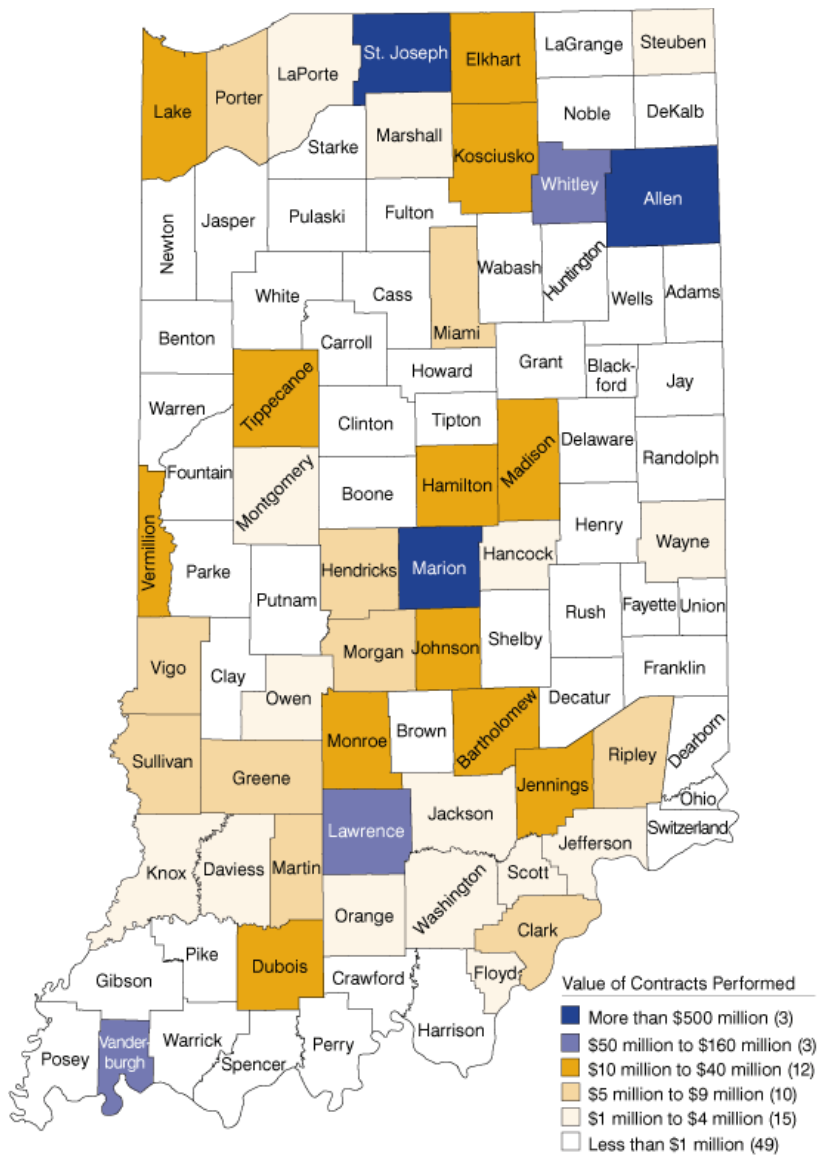 St. Joseph
Elkhart
LaGrange
Steuben
LaPorte
Lake
Porter
Noble
DeKalb
Starke
Marshall
Kosciusko
Whitley
Allen
Newton
Jasper
Pulaski
Fulton
Wabash
Huntington
Wells
Adams
White
Cass
Miami
Benton
Carroll
Howard
Grant
Black-
ford
Jay
Warren
Tippecanoe
Clinton
Tipton
Madison
Delaware
Randolph
Fountain
Montgomery
Boone
Hamilton
Henry
Vermillion
Parke
Putnam
Hendricks
Marion
Hancock
Wayne
Rush
Fayette
Union
Shelby
Vigo
Clay
Owen
Morgan
Johnson
Franklin
Decatur
Sullivan
Greene
Monroe
Brown
Bartholomew
Jennings
Ripley
Dearborn
Ohio
Switzerland
Lawrence
Jackson
Jefferson
Knox
Daviess
Martin
Orange
Washington
Scott
Clark
Floyd
Gibson
Pike
Dubois
Crawford
Harrison
Posey
Vander-
burgh
Warrick
Spencer
Perry
Value of Contracts Performed
More than $500 million (3)
$50 million to $160 million (3)
$10 million to $40 million (12)
$5 million to $9 million (10)
$1 million to $4 million (15)
Less than $1 million (49)